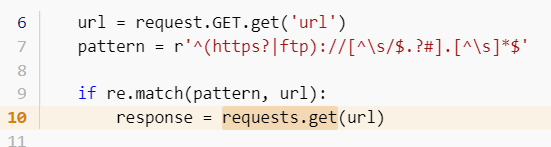 6 url = request.GET.get('url')
7 pattern = r'^(https?|ftp)://[^\s/$.?#].[^\s]*$'
8
9 if re.match(pattern, url):
10 response = requests.get(url)
11